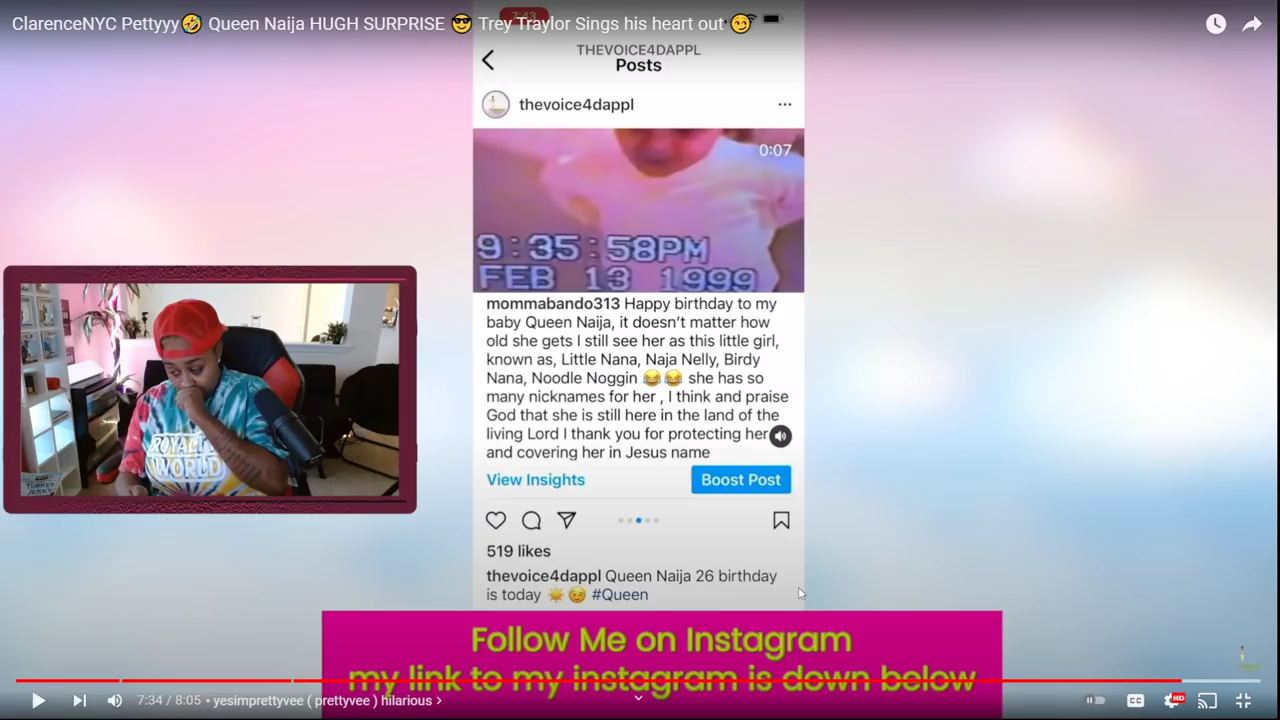 ClarenceNYC Pettyyy🤣 Queen Naija HUGH SURPRISE 😎 Trey Traylor Sings his heart out 😏
7:43
THEVOICE4DAPPL
Posts
thevoice4dappl
0:07
9:35:58PM
FEB 13 1999
mommabando313 Happy birthday to my
baby Queen Naija, it doesn't matter how
old she gets I still see her as this little girl,
known as, Little Nana, Naja Nelly, Birdy
Nana, Noodle Noggin 😂😂 she has so
many nicknames for her , I think and praise
God that she is still here in the land of the
living Lord I thank you for protecting her
and covering her in Jesus name
View Insights
Boost Post
519 likes
thevoice4dappl Queen Naija 26 birthday
is today ☀️😉 #Queen
ROYALTY
WORLD
TURKEY
JERKY
Follow Me on Instagram
my link to my instagram is down below
7:34 / 8:05 • yesimprettyvee ( prettyvee ) hilarious >
CC
HD